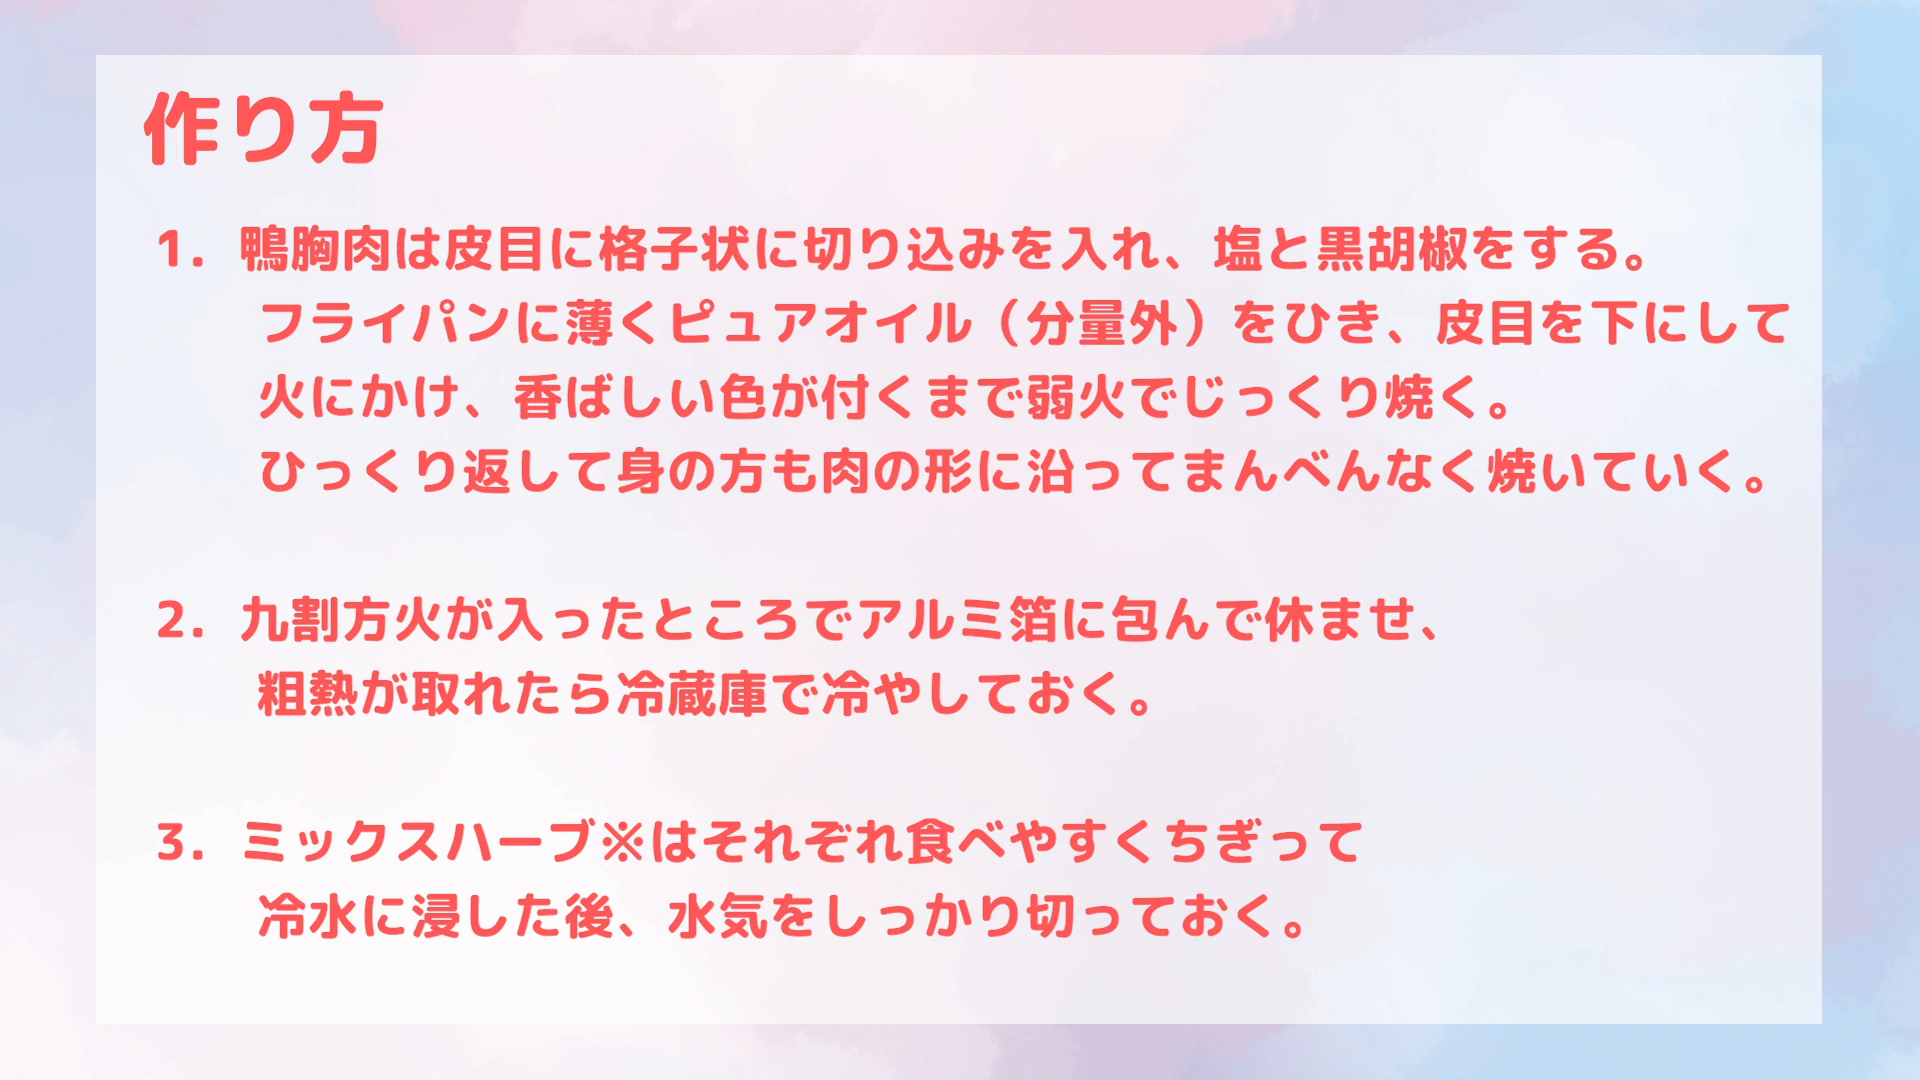 作り方
1. 鴨胸肉は皮目に格子状に切り込みを入れ、塩と黒胡椒をする。
フライパンに薄くピュアオイル（分量外）をひき、皮目を下にして
火にかけ、香ばしい色が付くまで弱火でじっくり焼く。
ひっくり返して身の方も肉の形に沿ってまんべんなく焼いていく。
2. 九割方火が入ったところでアルミ箔に包んで休ませ、
粗熱が取れたら冷蔵庫で冷やしておく。
3. ミックスハーブ※はそれぞれ食べやすくちぎって
冷水に浸した後、水気をしっかり切っておく。